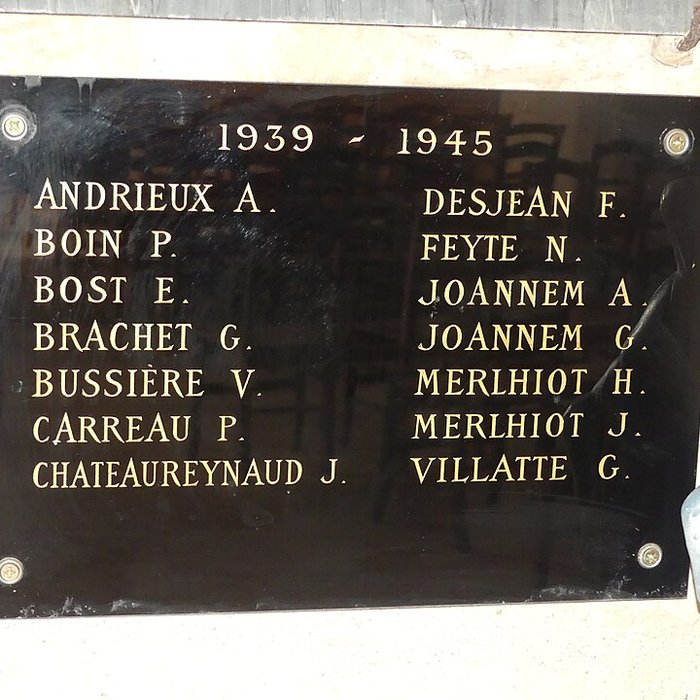 1939 - 1945
ANDRIEUX A.
BOIN P.
BOST E.
BRACHET G.
BUSSIÈRE V.
CARREAU P.
CHATEAUREYNAUD J.
DESJEAN F.
FEYTE N.
JOANNEM A.
JOANNEM G.
MERLHIOT H.
MERLHIOT J.
VILLATTE G.